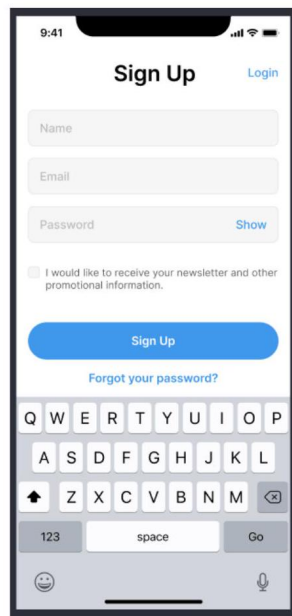 9:41
Sign Up
Login
Name
Email
Password
Show
I would like to receive your newsletter and other
promotional information.
Sign Up
Forgot your password?
Q W E R T Y U I O P
A S D F G H J K L
Z X C V B N M
123 space Go